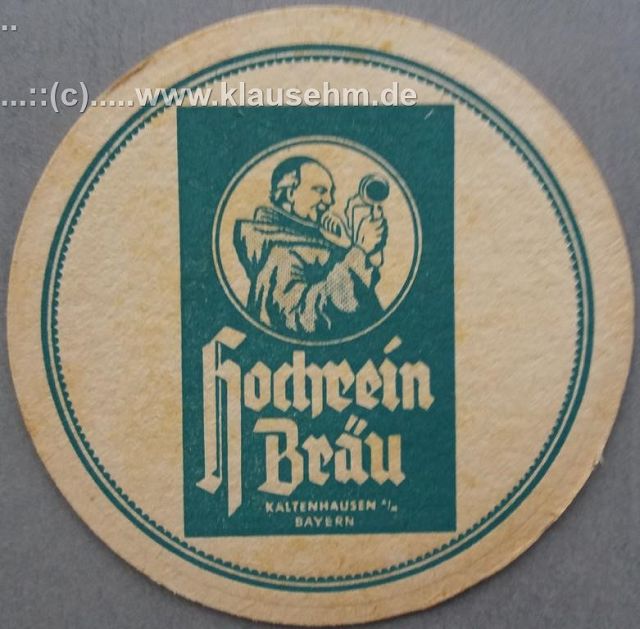 ..
...::(c).....www.klausehm.de
Hochrein
Bräu
KALTENHAUSEN
BAYERN